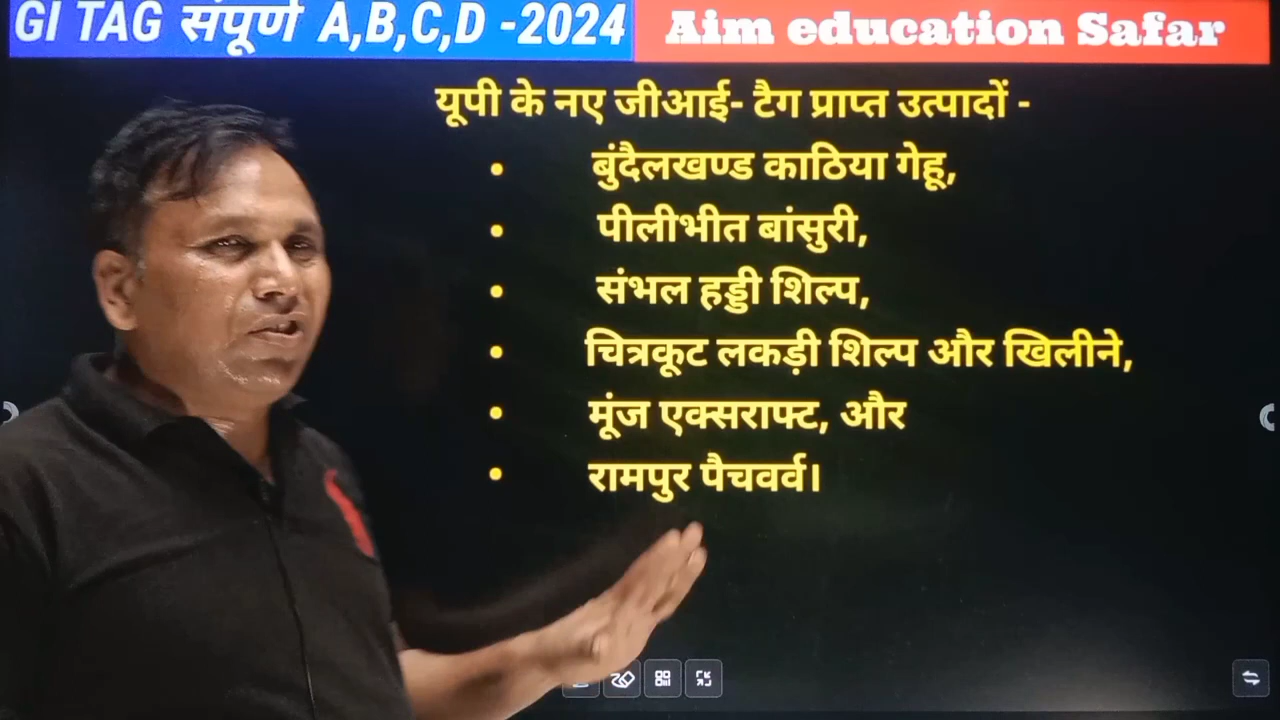 GI TAG संपूर्ण A,B,C,D -2024
Aim education Safar
यूपी के नए जीआई- टैग प्राप्त उत्पादों -
• बुंदैलखण्ड काठिया गेहू,
• पीलीभीत बांसुरी,
• संभल हड्डी शिल्प,
• चित्रकूट लकड़ी शिल्प और खिलीने,
• मूंज एक्सराफ्ट, और
• रामपुर पैचवर्व।